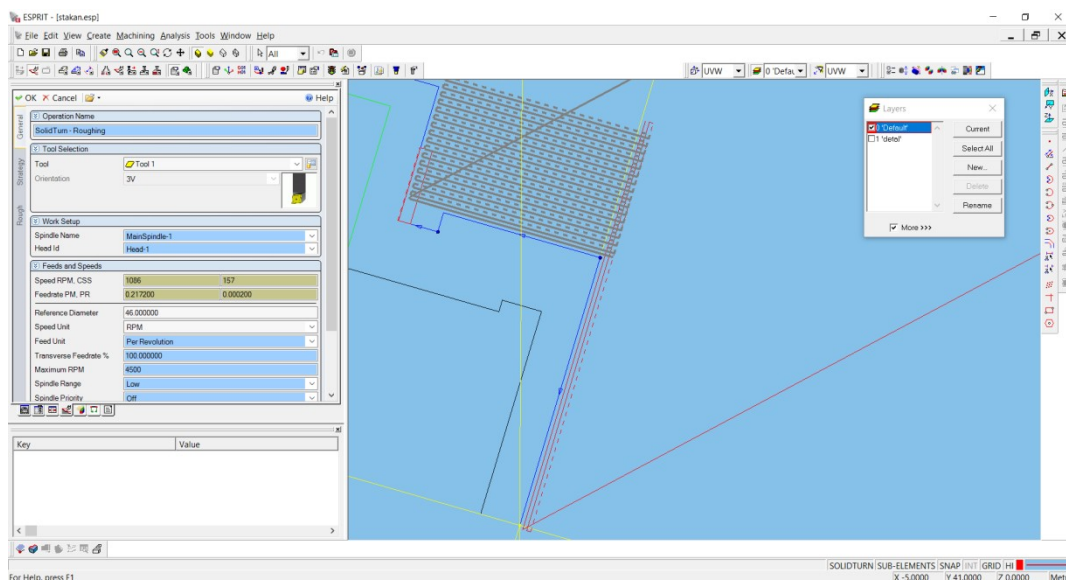 ESPRIT - [stakan.esp]
File Edit View Create Machining Analysis Tools Window Help
All
UVW 0 'Defau UVW
OK Cancel Help
General
Strategy
Rough
Operation Name
SolidTurn - Roughing
Tool Selection
Tool Tool 1
Orientation 3V
Work Setup
Spindle Name MainSpindle-1
Head Id Head-1
Feeds and Speeds
Speed RPM, CSS 1086 157
Feedrate PM, PR 0.217200 0.000200
Reference Diameter 46.000000
Speed Unit RPM
Feed Unit Per Revolution
Transverse Feedrate % 100.000000
Maximum RPM 4500
Spindle Range Low
Spindle Priority Off
Key Value
Layers
0 'Default'
1 'detal'
Current
Select All
New...
Delete
Rename
More >>>
SOLIDTURN SUB-ELEMENTS SNAP INT GRID HI
For Help, press F1
X -5.0000 Y 41.0000 Z 0.0000 Met